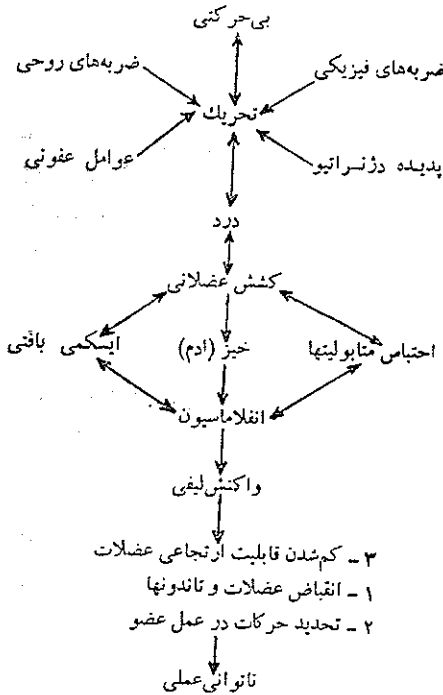 بی‌حرکتی
ضربه‌های فیزیکی
ضربه‌های روحی
تحریك
پدیده دژنراتیو
عوامل عفونی
درد
کشش عضلانی
احتباس متابولیتها
خیز (ادم)
ایسکمی بافتی
انفلاماسیون
واکنش‌لیفی
۳ - کم‌شدن قابلیت ارتجاعی عضلات
۱ - انقباض عضلات و تاندونها
۲ - تحدید حرکات در عمل عضو
ناتوانی‌عملی